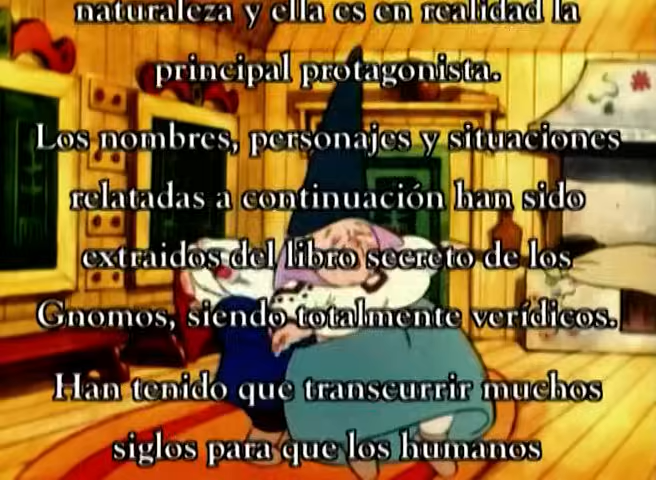 naturaleza y ella es en realidad la
principal protagonista.
Los nombres, personajes y situaciones
relatadas a continuación han sido
extraidos del libro secreto de los
Gnomos, siendo totalmente verídicos.
Han tenido que transcurrir muchos
siglos para que los humanos